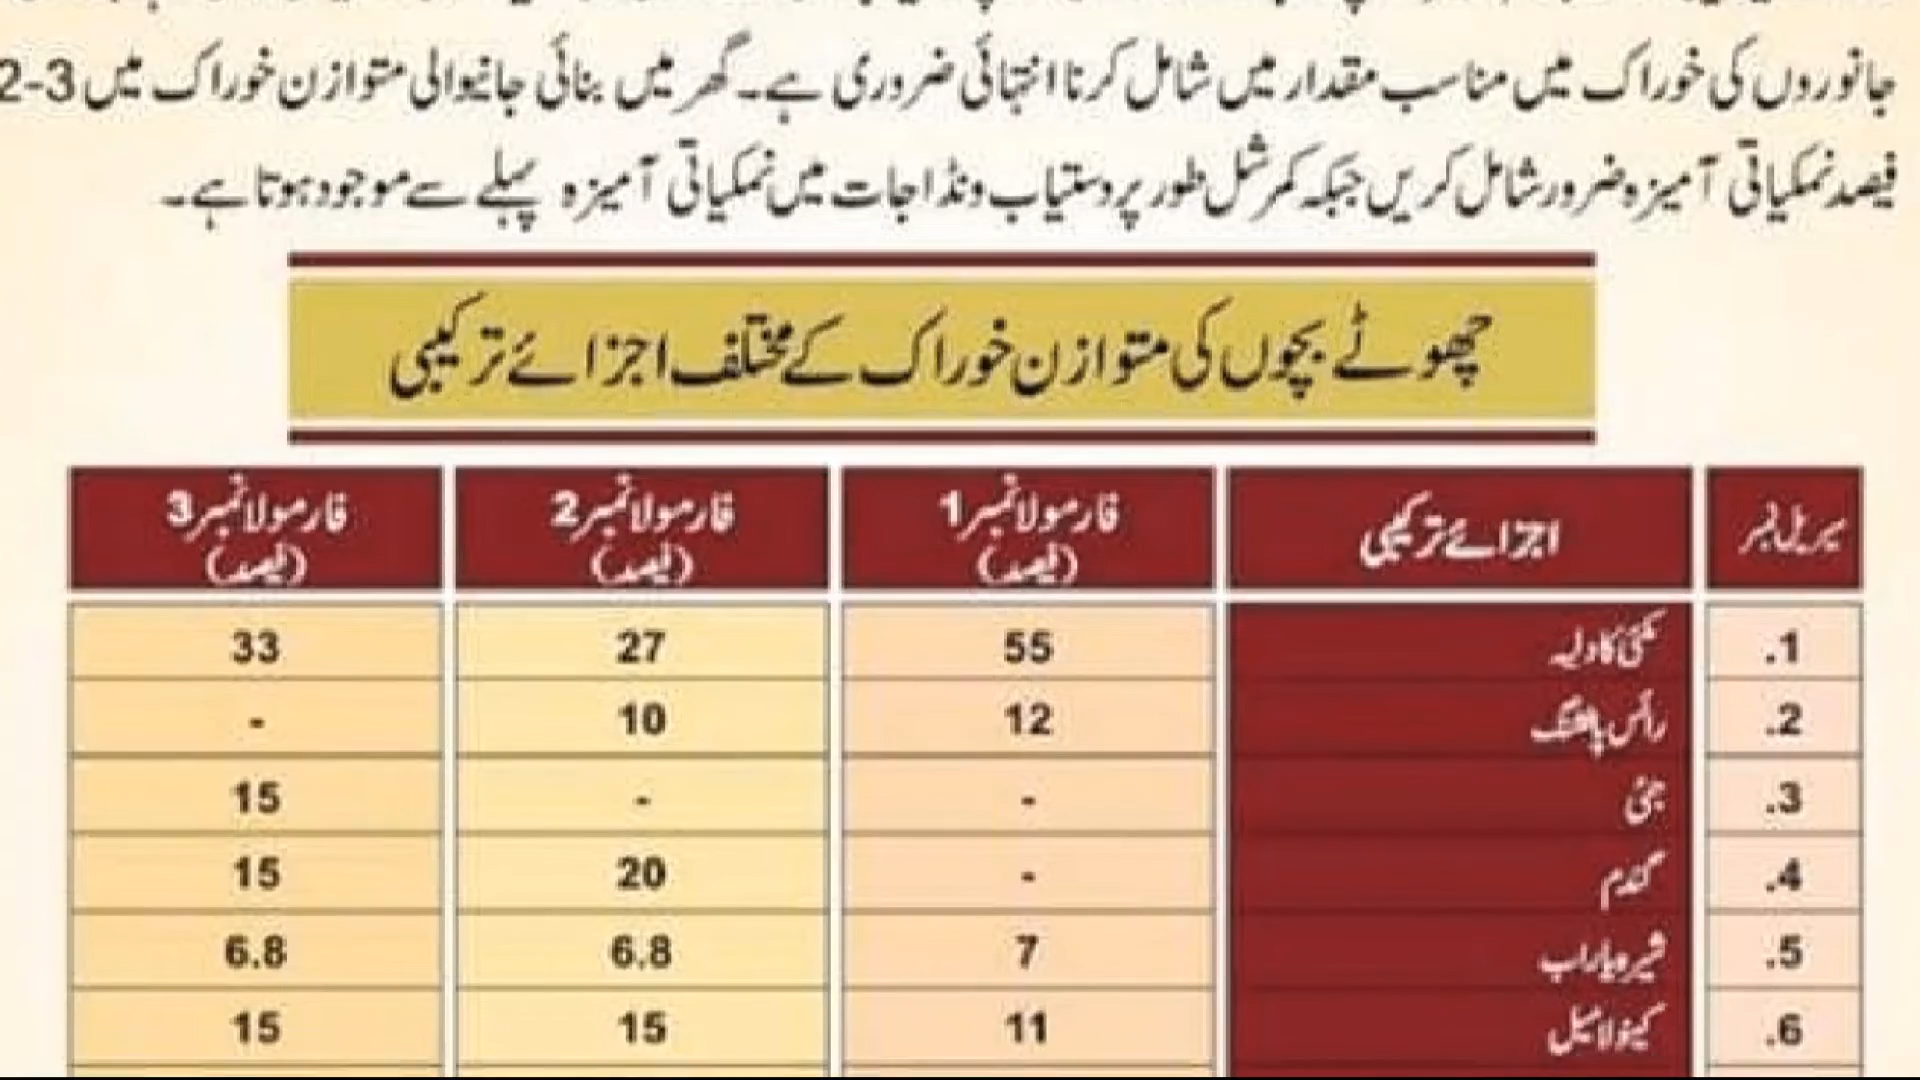 جانوروں کی خوراک میں مناسب مقدار میں شامل کرنا انتہائی ضروری ہے۔ گھر میں بنائی جانیوالی متوازن خوراک میں 3-2
فیصد نمکیاتی آمیزہ ضرور شامل کریں جبکہ کمرشل طور پر دستیاب ونڈا جات میں نمکیاتی آمیزہ پہلے سے موجود ہوتا ہے۔
چھوٹے بچوں کی متوازن خوراک کے مختلف اجزائے ترکیبی
سیریل نمبر اجزائے ترکیبی فارمولا نمبر 1 (فیصد) فارمولا نمبر 2 (فیصد) فارمولا نمبر 3 (فیصد)
1. مکئی کا دلیہ 55 27 33
2. رائس پالشنگ 12 10 -
3. جئی - - 15
4. گندم - 20 15
5. شیرہ یا راب 7 6.8 6.8
6. کینولا میل 11 15 15